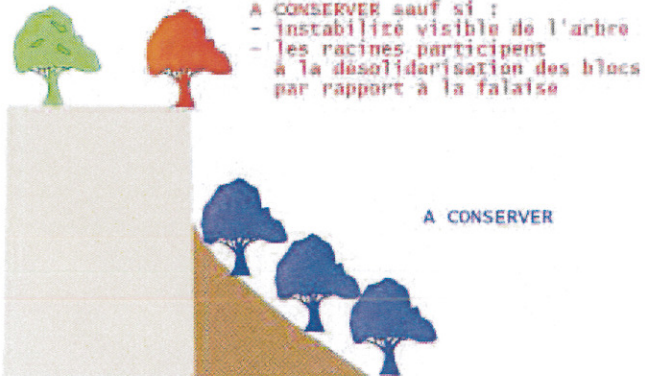 A CONSERVER sauf si :
- instabilité visible de l'arbre
- les racines participent
à la désolidarisation des blocs
par rapport à la falaise
A CONSERVER